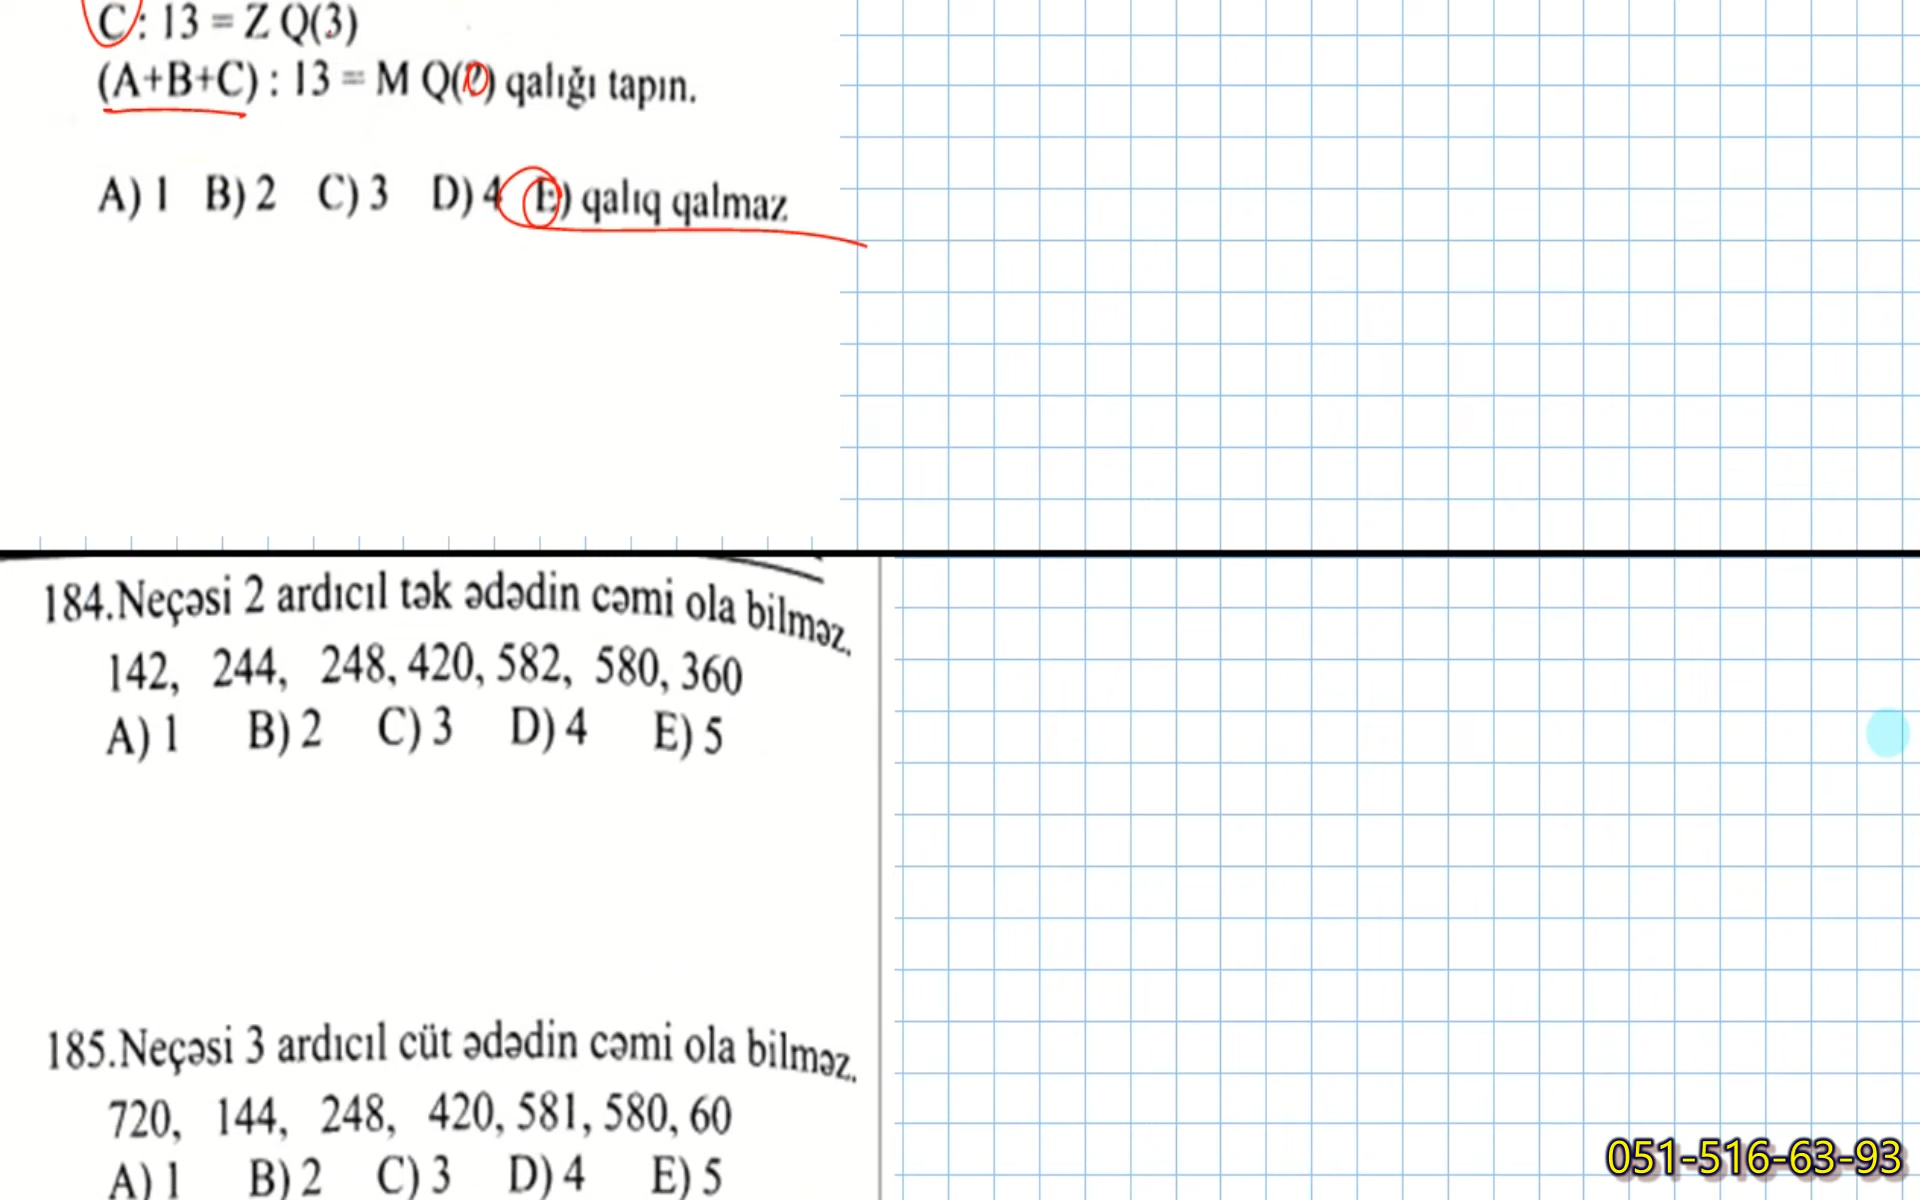 C : 13 = Z Q(3)
(A+B+C) : 13 = M Q(?) qalığı tapın.
A) 1 B) 2 C) 3 D) 4 E) qalıq qalmaz
184.Neçəsi 2 ardıcıl tək ədədin cəmi ola bilməz.
142, 244, 248, 420, 582, 580, 360
A) 1 B) 2 C) 3 D) 4 E) 5
185.Neçəsi 3 ardıcıl cüt ədədin cəmi ola bilməz.
720, 144, 248, 420, 581, 580, 60
A) 1 B) 2 C) 3 D) 4 E) 5
051-516-63-93